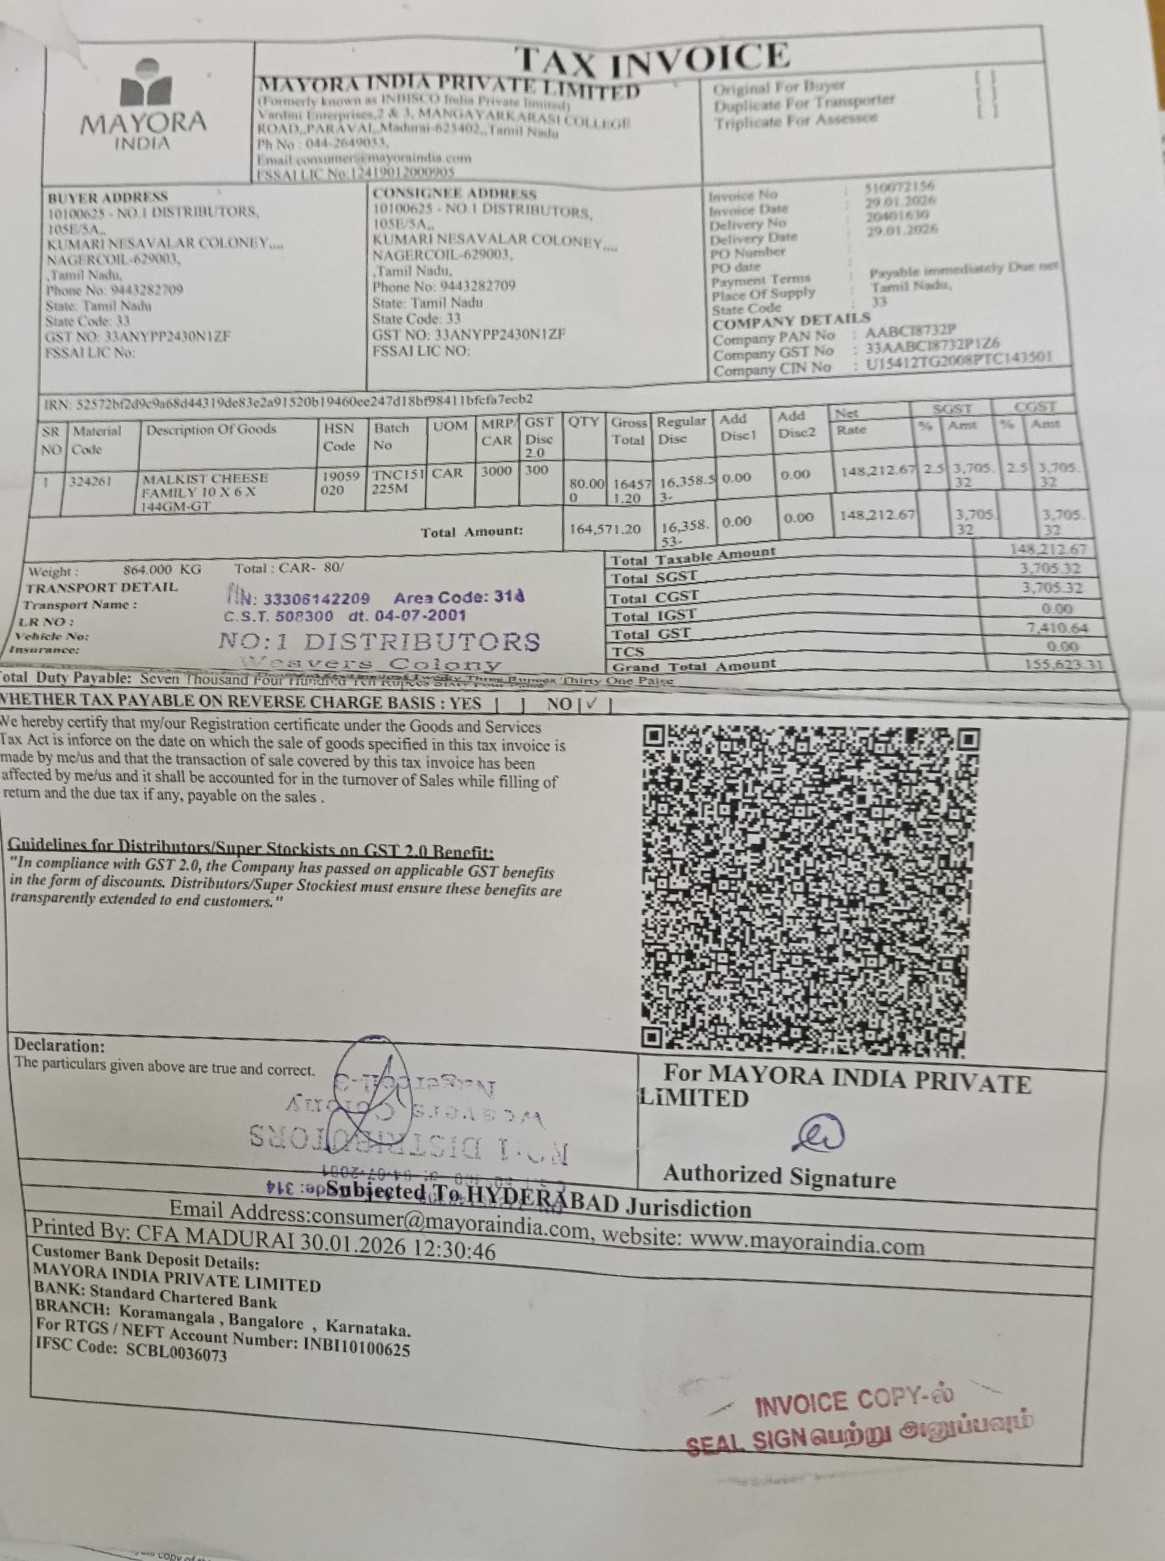 TAX INVOICE
MAYORA
INDIA
MAYORA INDIA PRIVATE LIMITED
(Formerly known as INBISCO India Private limited)
Vardini Enterprises,2 & 3, MANGAYARKARASI COLLEGE
ROAD,,PARAVAI,,Madurai-625402,,Tamil Nadu
Ph No : 044-2649033,
Email:consumer@mayoraindia.com
FSSAI LIC No:12419012000905
Original For Buyer [ ]
Duplicate For Transporter [ ]
Triplicate For Assessee [ ]
BUYER ADDRESS
10100625 - NO.1 DISTRIBUTORS,
105E/5A,,
KUMARI NESAVALAR COLONEY,,,,
NAGERCOIL-629003,
,Tamil Nadu,
Phone No: 9443282709
State: Tamil Nadu
State Code: 33
GST NO: 33ANYPP2430N1ZF
FSSAI LIC No:
CONSIGNEE ADDRESS
10100625 - NO.1 DISTRIBUTORS,
105E/5A,,
KUMARI NESAVALAR COLONEY,,,,
NAGERCOIL-629003,
,Tamil Nadu,
Phone No: 9443282709
State: Tamil Nadu
State Code: 33
GST NO: 33ANYPP2430N1ZF
FSSAI LIC NO:
Invoice No : 510072156
Invoice Date : 29.01.2026
Delivery No : 20401630
Delivery Date : 29.01.2026
PO Number :
PO date :
Payment Terms : Payable immediately Due net
Place Of Supply : Tamil Nadu,
State Code : 33
COMPANY DETAILS
Company PAN No : AABCI8732P
Company GST No : 33AABCI8732P1Z6
Company CIN No : U15412TG2008PTC143501
IRN: 52572bf2d9c9a68d44319de83e2a91520b19460ee247d18bf98411bfcfa7ecb2
SR NO Material Code Description Of Goods HSN Code Batch No UOM MRP/CAR GST Disc 2.0 QTY Gross Total Regular Disc Add Disc1 Add Disc2 Net Rate SGST % Amt CGST % Amt
1 324261 MALKIST CHEESE FAMILY 10 X 6 X 144GM-GT 19059020 TNC151225M CAR 3000 300 80.000 164571.20 16,358.53- 0.00 0.00 148,212.67 2.5 3,705.32 2.5 3,705.32
Total Amount: 164,571.20 16,358.53- 0.00 0.00 148,212.67 3,705.32 3,705.32
Weight : 864.000 KG Total : CAR- 80/
TRANSPORT DETAIL
Transport Name :
LR NO :
Vehicle No:
Insurance:
TIN: 33306142209 Area Code: 314
C.S.T. 508300 dt. 04-07-2001
NO:1 DISTRIBUTORS
Weavers Colony
Total Taxable Amount 148,212.67
Total SGST 3,705.32
Total CGST 3,705.32
Total IGST 0.00
Total GST 7,410.64
TCS 0.00
Grand Total Amount 155,623.31
otal Duty Payable: Seven Thousand Four Hundred Ten Rupees Sixty Four Paise
Thirty One Paise
WHETHER TAX PAYABLE ON REVERSE CHARGE BASIS : YES [ ] NO [✓]
We hereby certify that my/our Registration certificate under the Goods and Services
Tax Act is inforce on the date on which the sale of goods specified in this tax invoice is
made by me/us and that the transaction of sale covered by this tax invoice has been
affected by me/us and it shall be accounted for in the turnover of Sales while filling of
return and the due tax if any, payable on the sales .
Guidelines for Distributors/Super Stockists on GST 2.0 Benefit:
"In compliance with GST 2.0, the Company has passed on applicable GST benefits
in the form of discounts. Distributors/Super Stockiest must ensure these benefits are
transparently extended to end customers."
Declaration:
The particulars given above are true and correct.
Nagercoil-3
Weavers Colony
NO:1 DISTRIBUTORS
For MAYORA INDIA PRIVATE
LIMITED
Authorized Signature
Subjected To HYDERABAD Jurisdiction
Email Address:consumer@mayoraindia.com, website: www.mayoraindia.com
Printed By: CFA MADURAI 30.01.2026 12:30:46
Customer Bank Deposit Details:
MAYORA INDIA PRIVATE LIMITED
BANK: Standard Chartered Bank
BRANCH: Koramangala , Bangalore , Karnataka.
For RTGS / NEFT Account Number: INBI10100625
IFSC Code: SCBL0036073
INVOICE COPY-ல்
SEAL SIGN பெற்று அனுப்பவும்